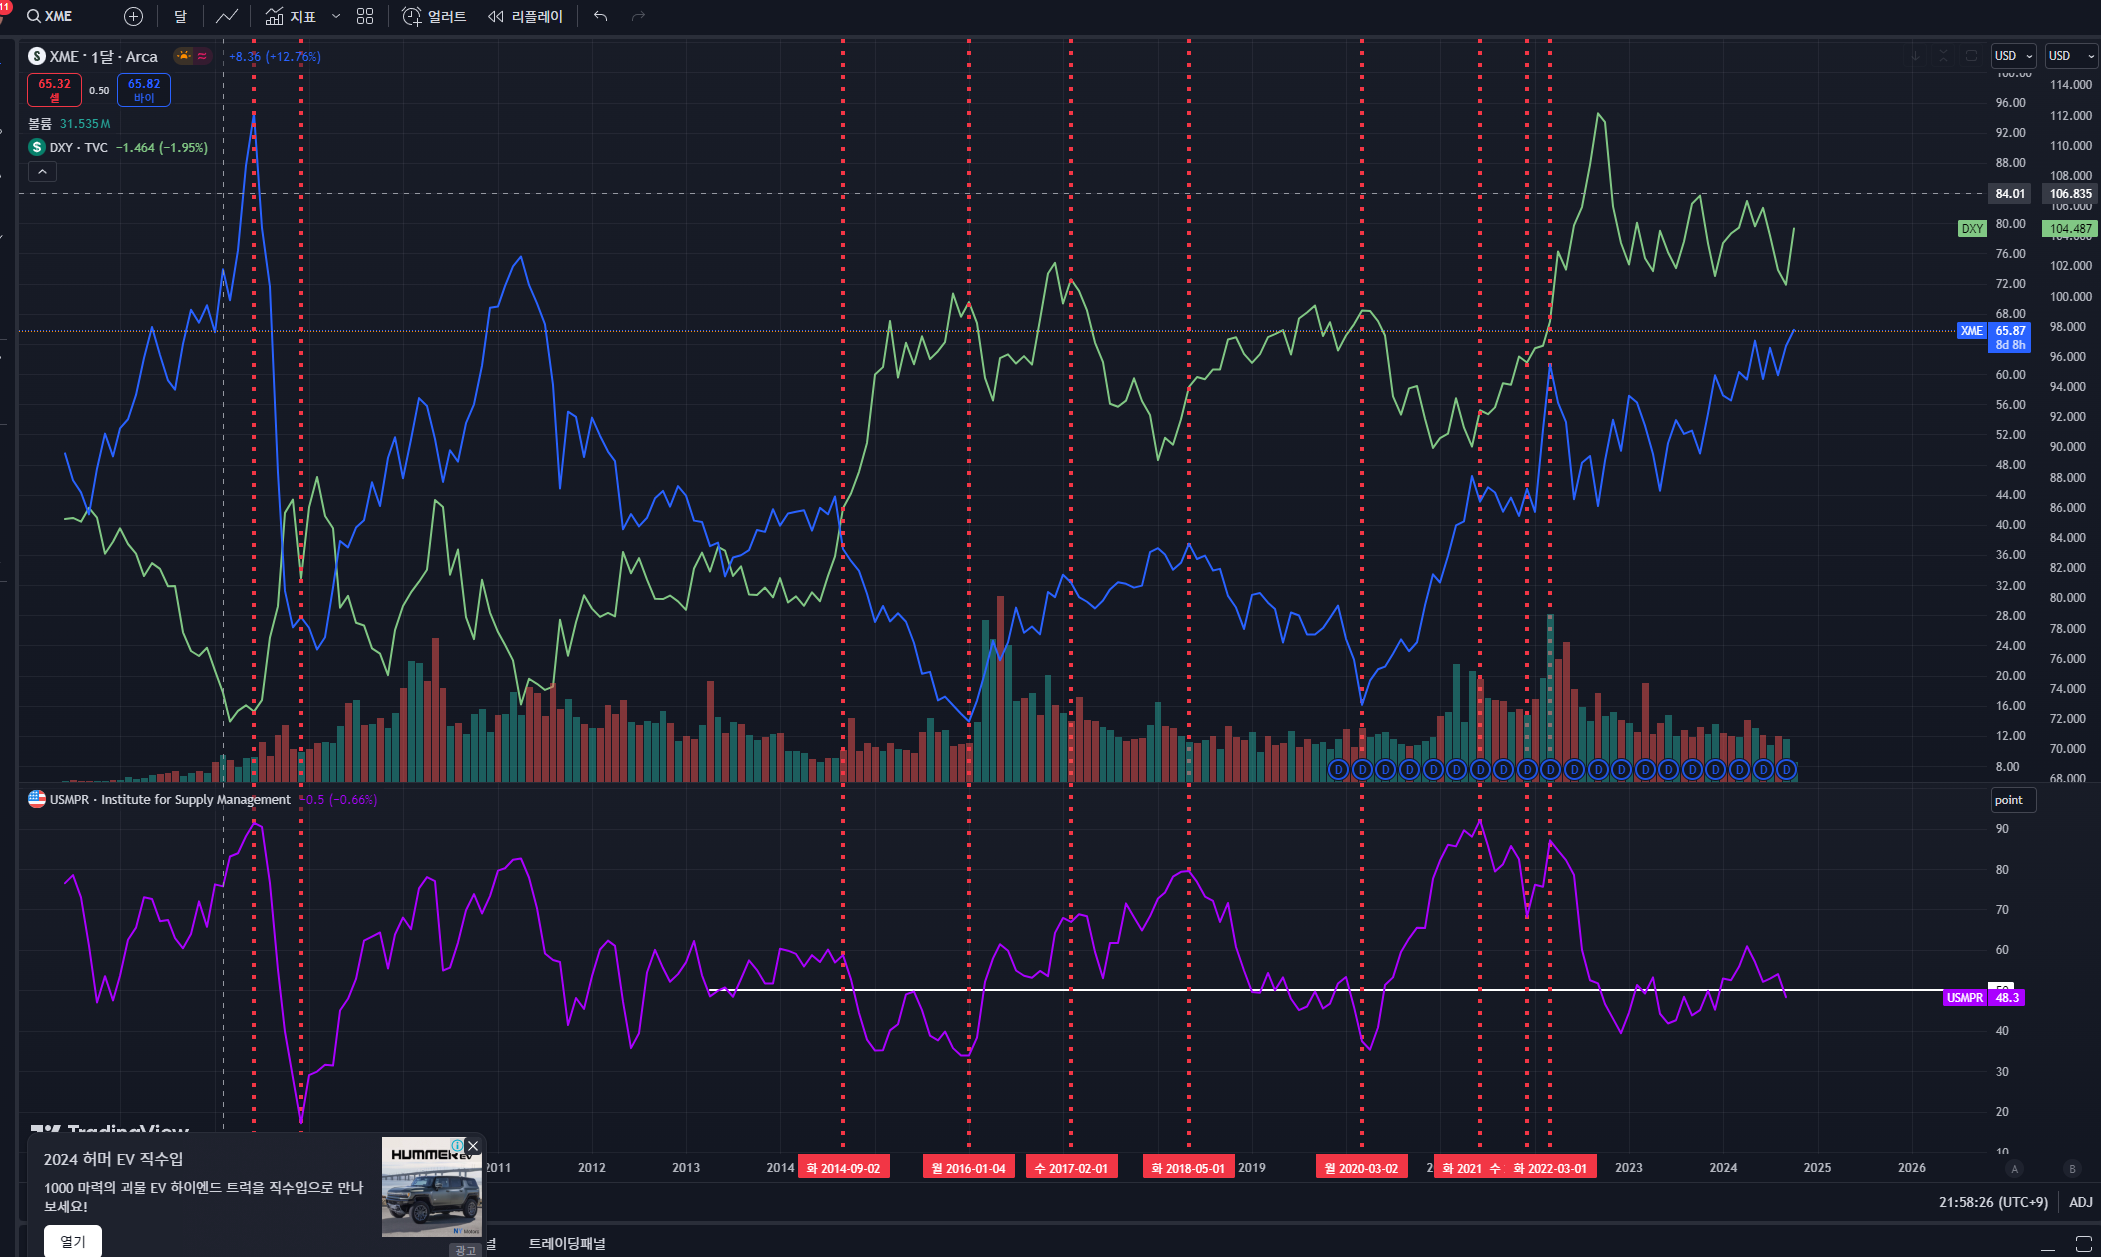 11
XME
달
지표
얼러트
리플레이
XME · 1달 · Arca
+8.36 (+12.76%)
65.32
셀
0.50
65.82
바이
볼륨 31.535M
DXY · TVC −1.464 (−1.95%)
USD
USD
100.00
96.00
92.00
88.00
84.01
80.00
76.00
72.00
68.00
XME 65.87
8d 8h
60.00
56.00
52.00
48.00
44.00
40.00
36.00
32.00
28.00
24.00
20.00
16.00
12.00
8.00
114.000
112.000
110.000
108.000
106.835
106.000
DXY 104.487
102.000
100.000
98.000
96.000
94.000
92.000
90.000
88.000
86.000
84.000
82.000
80.000
78.000
76.000
74.000
72.000
70.000
68.000
D D D D D D D D D D D D D D D D D D D D
USMPR · Institute for Supply Management −0.5 (−0.66%)
point
90
80
70
60
50
USMPR 48.3
40
30
20
10
TradingView
2011 2012 2013 2014 화 2014-09-02 월 2016-01-04 수 2017-02-01 화 2018-05-01 2019 월 2020-03-02 화 2021 수 화 2022-03-01 2023 2024 2025 2026
A B
2024 허머 EV 직수입
1000 마력의 괴물 EV 하이엔드 트럭을 직수입으로 만나
보세요!
열기
HUMMER EV
광고
21:58:26 (UTC+9) ADJ
널 트레이딩패널